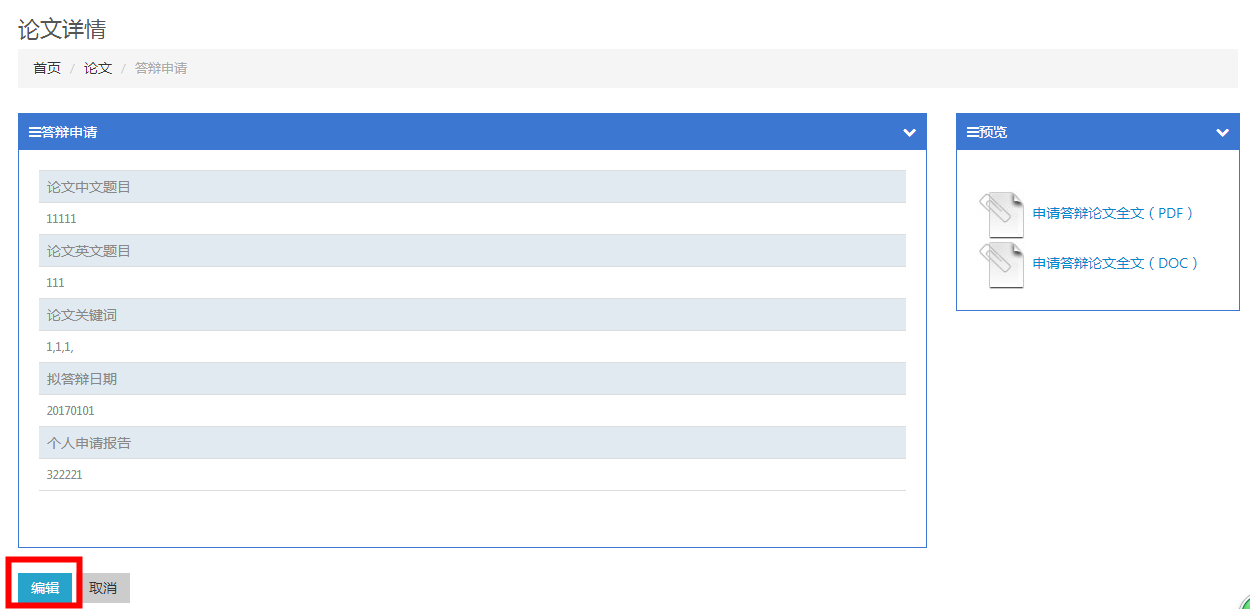 论文详情
首页 / 论文 / 答辩申请
答辩申请
论文中文题目
11111
论文英文题目
111
论文关键词
1,1,1,
拟答辩日期
20170101
个人申请报告
322221
预览
申请答辩论文全文（PDF）
申请答辩论文全文（DOC）
编辑 取消